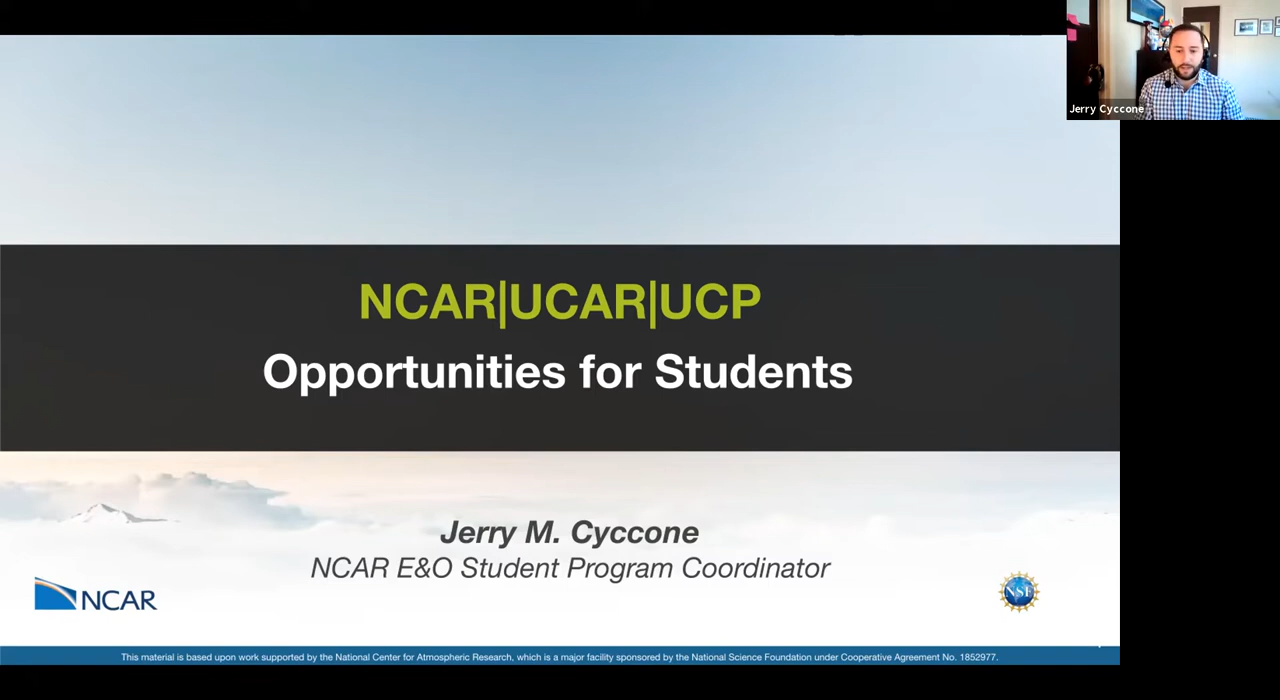 Jerry Cyccone
NCAR|UCAR|UCP
Opportunities for Students
Jerry M. Cyccone
NCAR E&O Student Program Coordinator
NCAR
NSF
This material is based upon work supported by the National Center for Atmospheric Research, which is a major facility sponsored by the National Science Foundation under Cooperative Agreement No. 1852977.